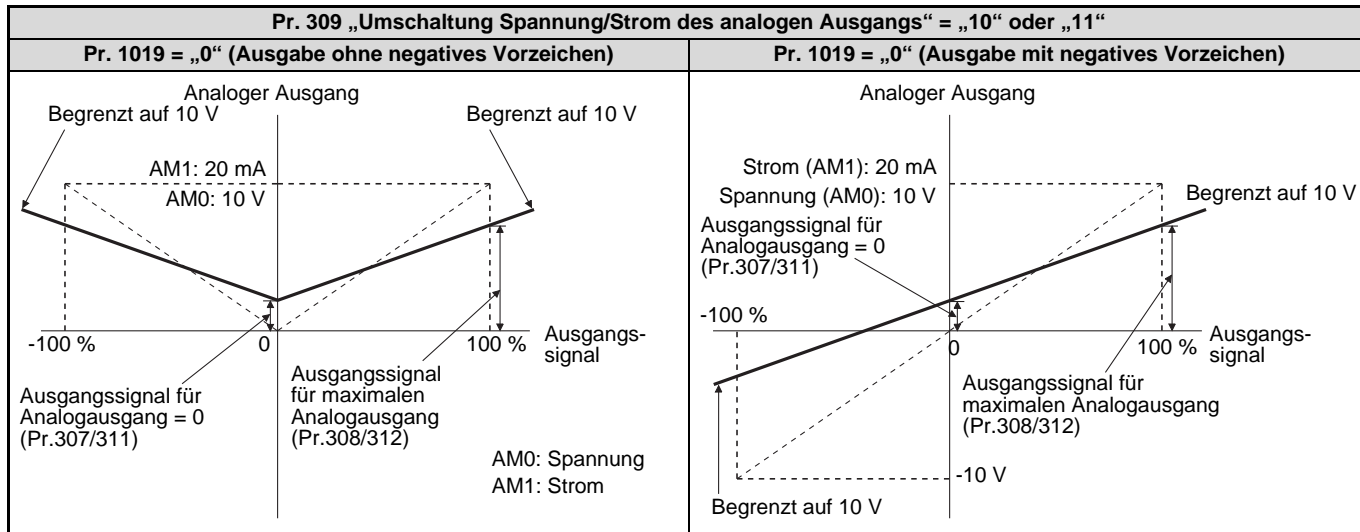 Pr. 309 „Umschaltung Spannung/Strom des analogen Ausgangs“ = „10” oder „11“
Pr. 1019 = „0“ (Ausgabe ohne negatives Vorzeichen)
Analoger Ausgang
Begrenzt auf 10 V
Begrenzt auf 10 V
AM1: 20 mA
AM0: 10 V
-100 %
0
100 %
Ausgangs-
signal
Ausgangssignal für
Analogausgang = 0
(Pr.307/311)
Ausgangssignal
für maximalen
Analogausgang
(Pr.308/312)
AM0: Spannung
AM1: Strom
Pr. 1019 = „0“ (Ausgabe mit negatives Vorzeichen)
Analoger Ausgang
Strom (AM1): 20 mA
Spannung (AM0): 10 V
Begrenzt auf 10 V
Ausgangssignal für
Analogausgang = 0
(Pr.307/311)
-100 %
0
100 %
Ausgangs-
signal
Ausgangssignal für
maximalen Analogausgang
(Pr.308/312)
-10 V
Begrenzt auf 10 V